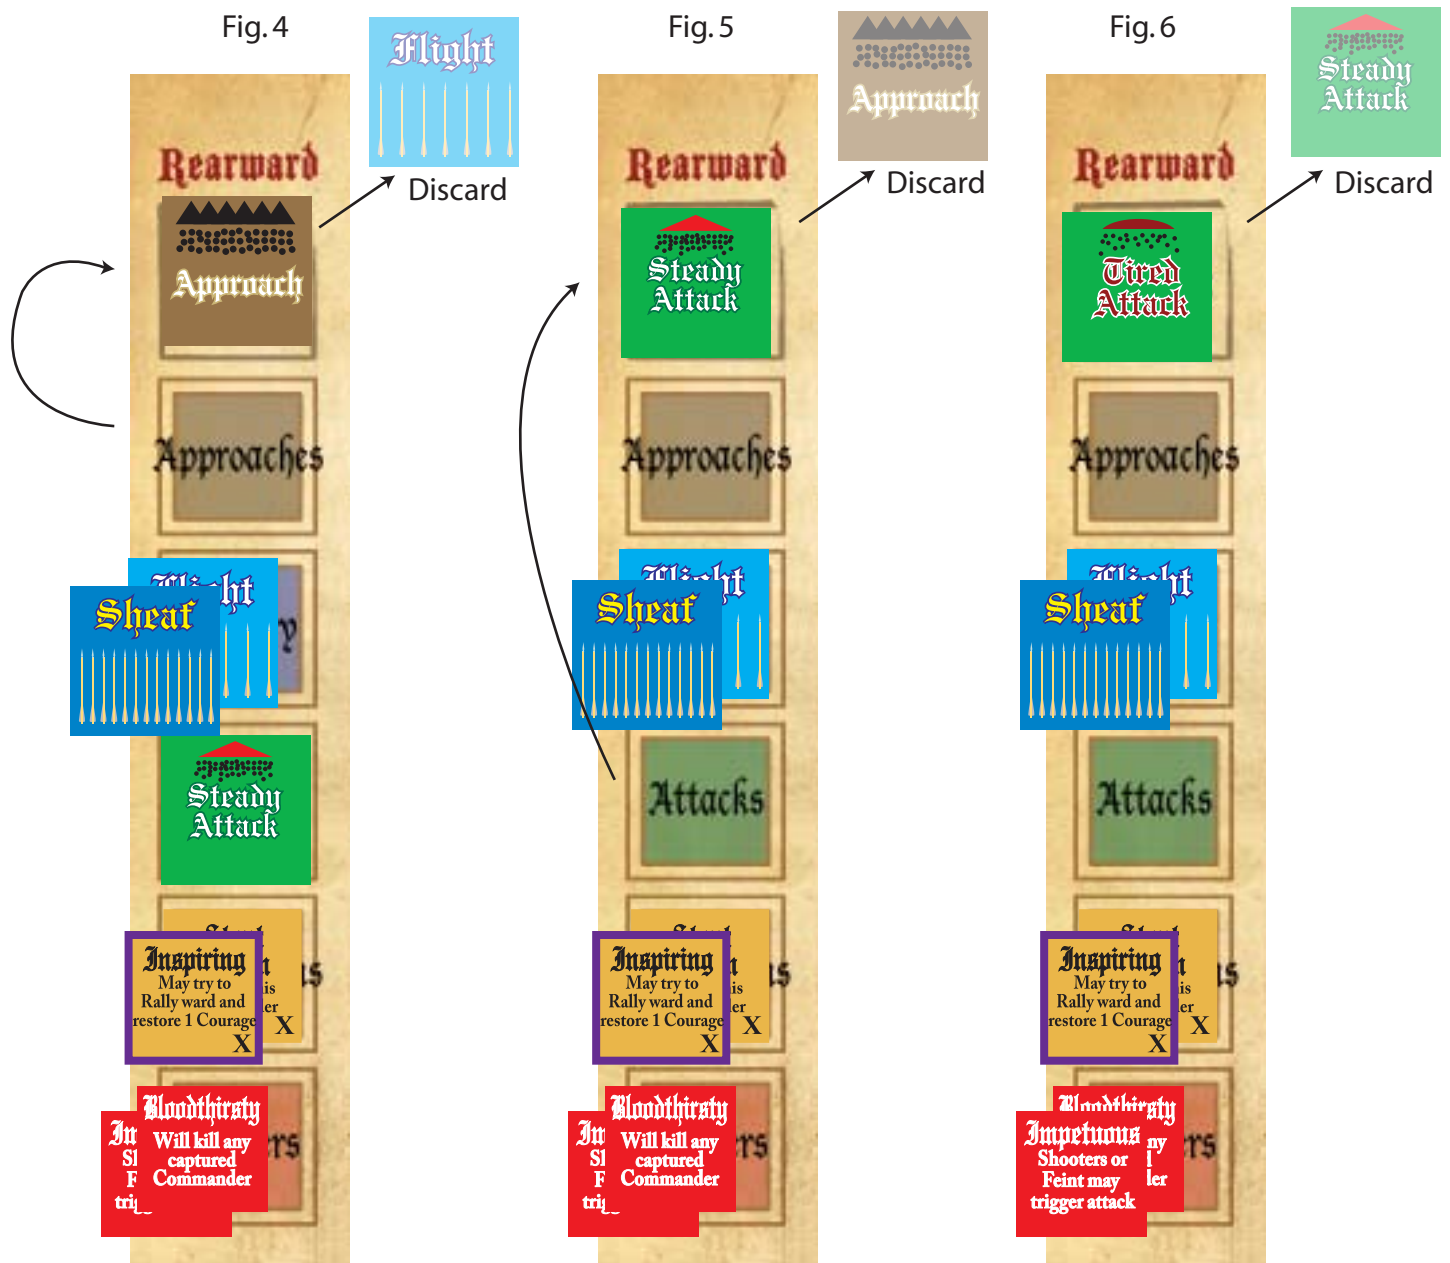 Fig. 4
Flight
Discard
Rearward
Approach
Approaches
Flight
Sheaf
Steady
Attack
Inspiring
May try to
Rally ward and
restore 1 Courage
X
X
Bloodthirsty
Will kill any
captured
Commander
Fig. 5
Approach
Discard
Rearward
Steady
Attack
Approaches
Flight
Sheaf
Attacks
Inspiring
May try to
Rally ward and
restore 1 Courage
X
X
Bloodthirsty
Will kill any
captured
Commander
Fig. 6
Steady
Attack
Discard
Rearward
Tired
Attack
Approaches
Flight
Sheaf
Attacks
Inspiring
May try to
Rally ward and
restore 1 Courage
X
X
Bloodthirsty
Impetuous
Shooters or
Feint may
trigger attack